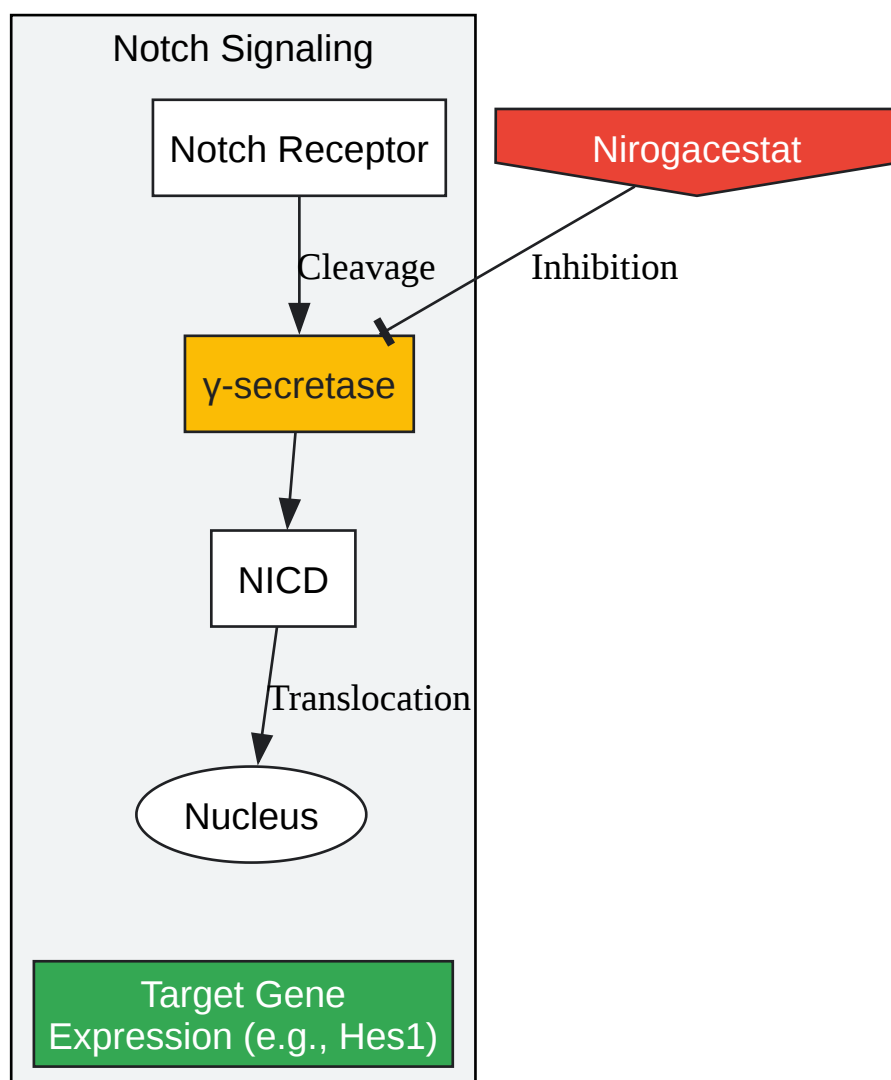 Notch Signaling
Notch Receptor
Nirogacestat
Cleavage
Inhibition
γ-secretase
NICD
Translocation
Nucleus
Target Gene
Expression (e.g., Hes1)